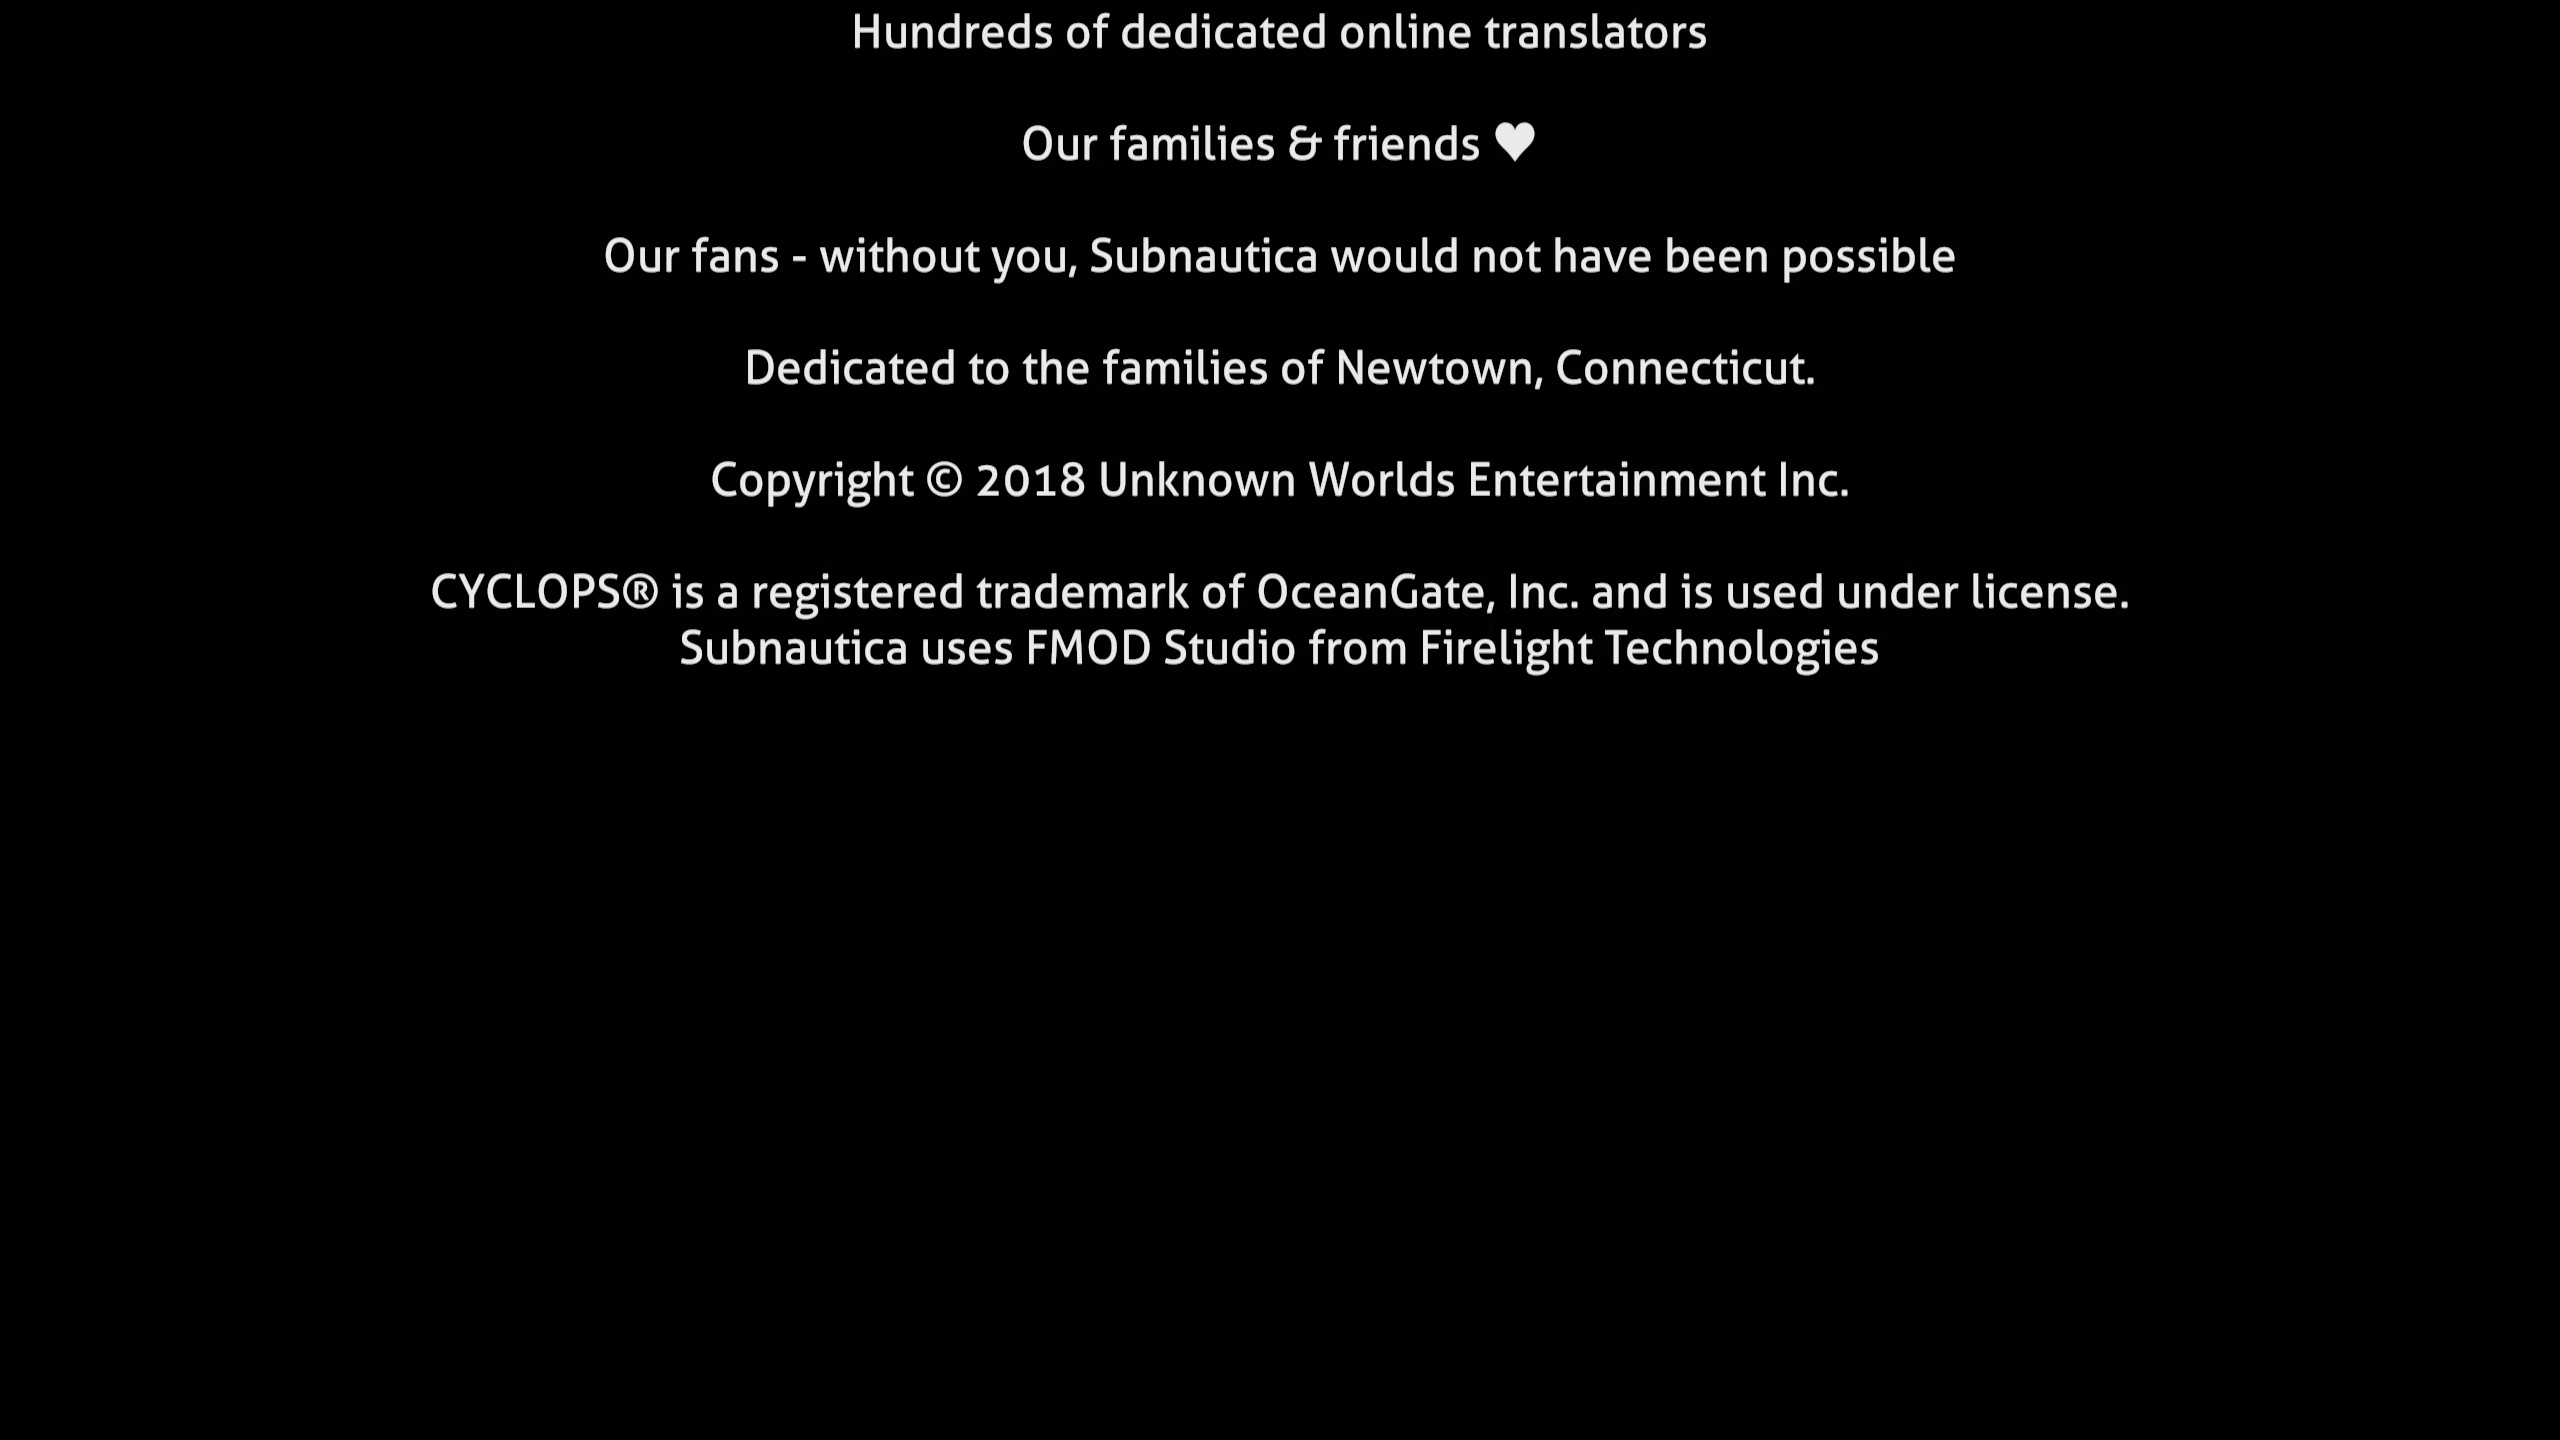 Hundreds of dedicated online translators
Our families & friends ♥
Our fans - without you, Subnautica would not have been possible
Dedicated to the families of Newtown, Connecticut.
Copyright © 2018 Unknown Worlds Entertainment Inc.
CYCLOPS® is a registered trademark of OceanGate, Inc. and is used under license.
Subnautica uses FMOD Studio from Firelight Technologies